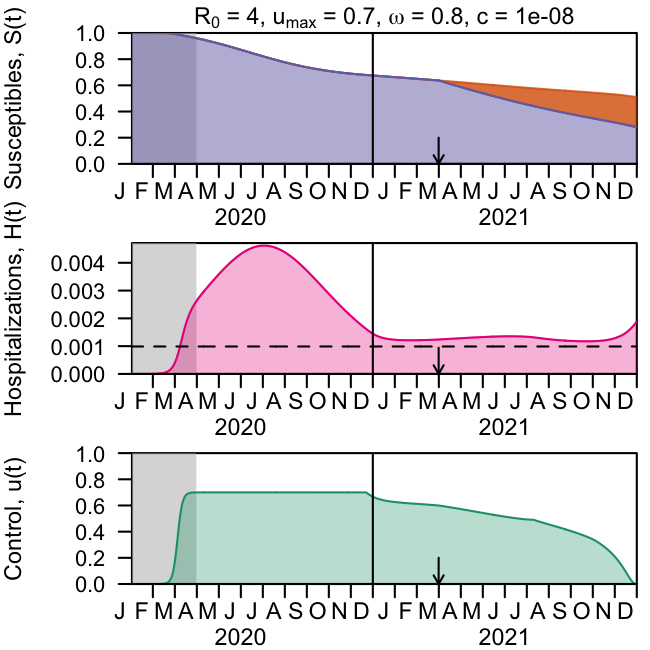 R₀ = 4, uₘₐₓ = 0.7, ω = 0.8, c = 1e-08
Susceptibles, S(t)
1.0
0.8
0.6
0.4
0.2
0.0
J F M A M J J A S O N D J F M A M J J A S O N D
2020 2021
Hospitalizations, H(t)
0.004
0.003
0.002
0.001
0.000
J F M A M J J A S O N D J F M A M J J A S O N D
2020 2021
Control, u(t)
1.0
0.8
0.6
0.4
0.2
0.0
J F M A M J J A S O N D J F M A M J J A S O N D
2020 2021